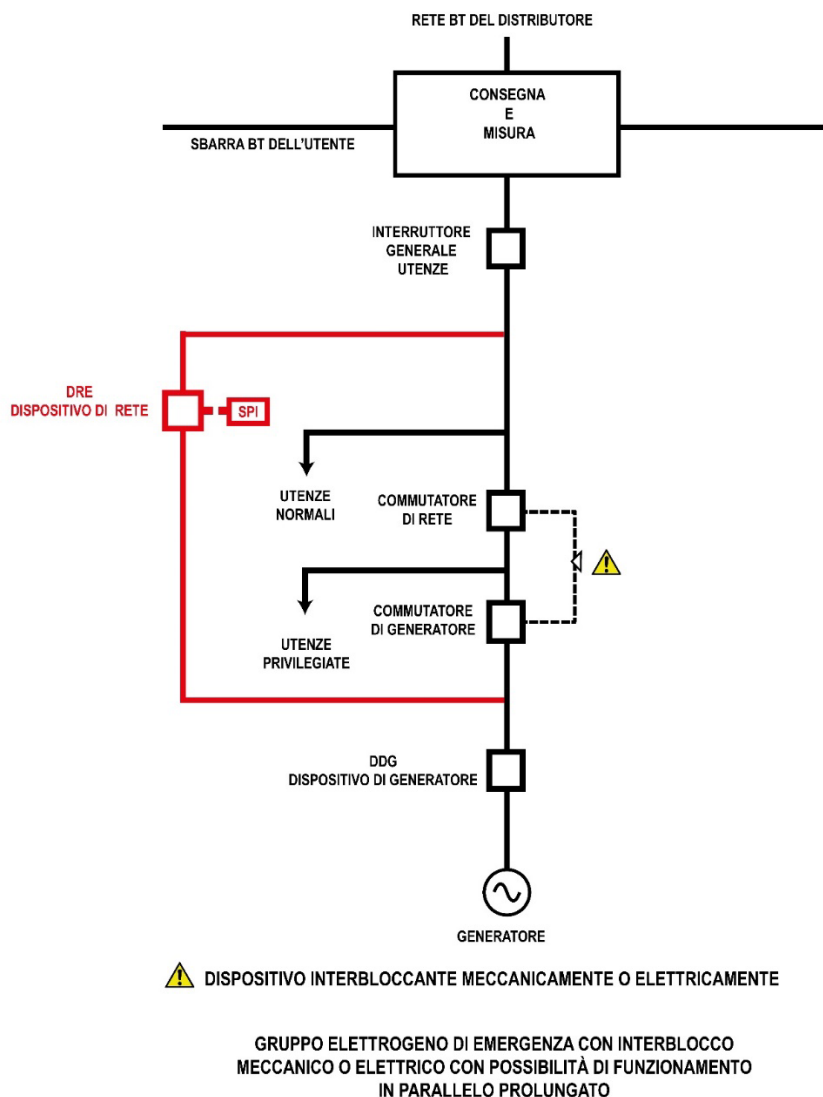 RETE BT DEL DISTRIBUTORE
CONSEGNA
E
MISURA
SBARRA BT DELL'UTENTE
INTERRUTTORE
GENERALE
UTENZE
DRE
DISPOSITIVO DI RETE
SPI
UTENZE
NORMALI
COMMUTATORE
DI RETE
COMMUTATORE
DI GENERATORE
UTENZE
PRIVILEGIATE
DDG
DISPOSITIVO DI GENERATORE
GENERATORE
DISPOSITIVO INTERBLOCCANTE MECCANICAMENTE O ELETTRICAMENTE
GRUPPO ELETTROGENO DI EMERGENZA CON INTERBLOCCO
MECCANICO O ELETTRICO CON POSSIBILITÀ DI FUNZIONAMENTO
IN PARALLELO PROLUNGATO